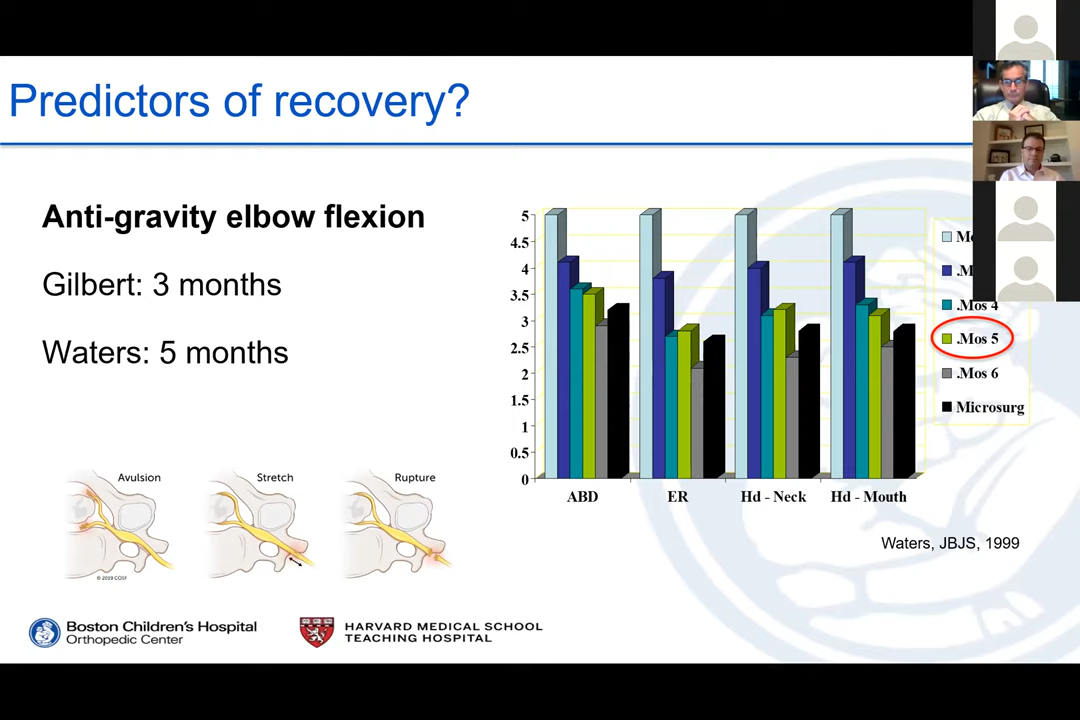 Predictors of recovery?
Anti-gravity elbow flexion
Gilbert: 3 months
Waters: 5 months
5
4.5
4
3.5
3
2.5
2
1.5
1
0.5
0
ABD ER Hd - Neck Hd - Mouth
.Mos 4
.Mos 5
.Mos 6
Microsurg
Waters, JBJS, 1999
Avulsion Stretch Rupture
© 2019 COSF
Boston Children's Hospital
Orthopedic Center
HARVARD MEDICAL SCHOOL
TEACHING HOSPITAL